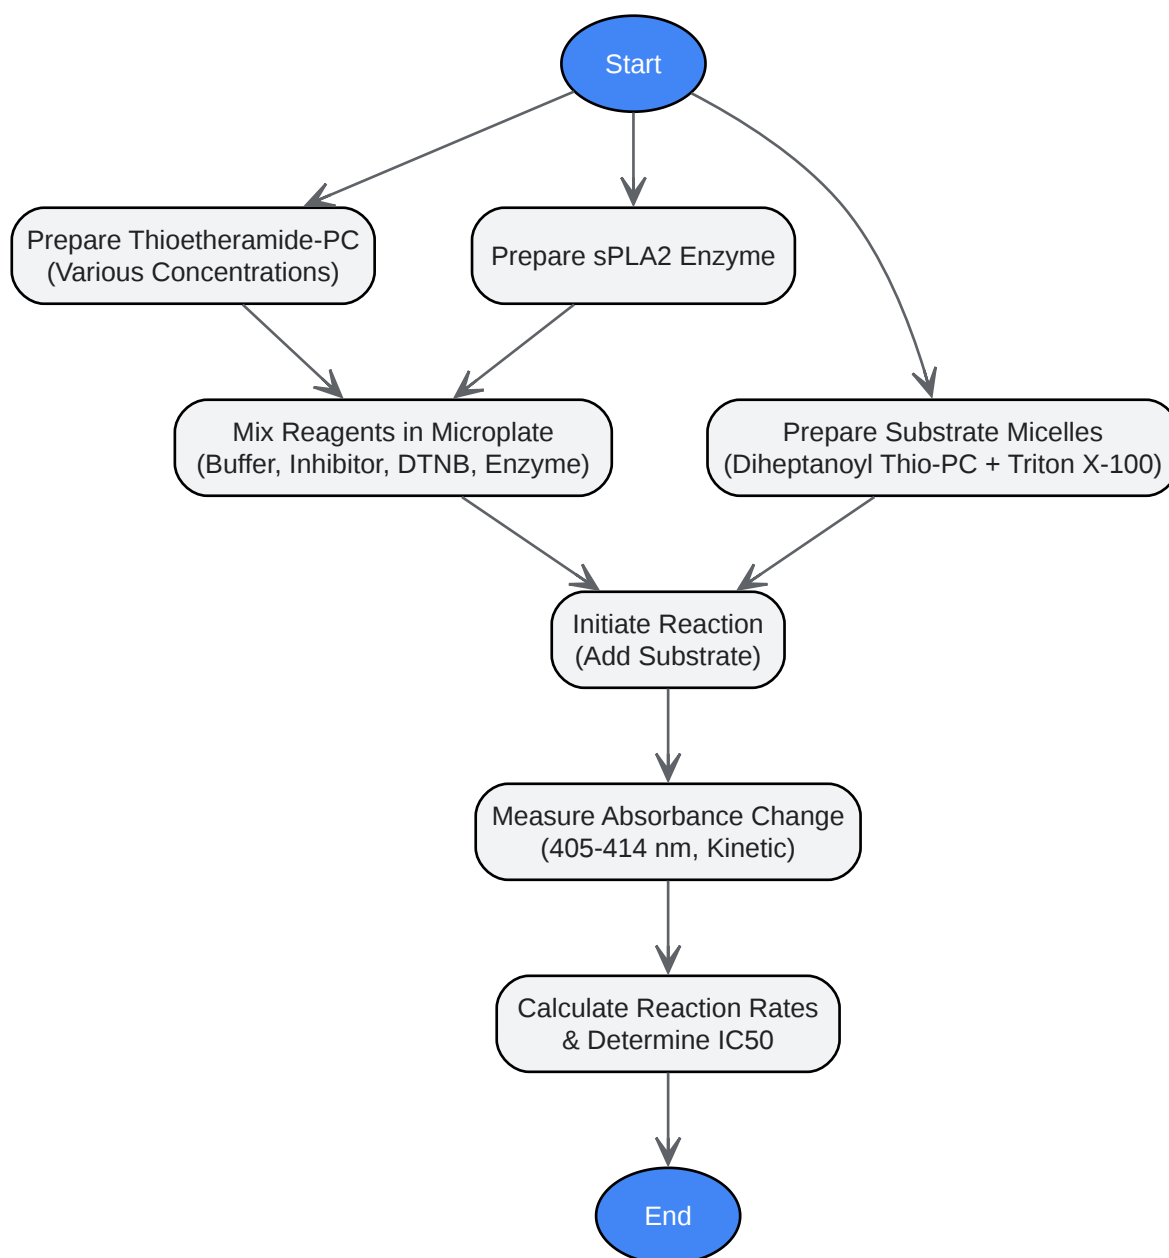 Start
Prepare Thioetheramide-PC
(Various Concentrations)
Prepare sPLA2 Enzyme
Mix Reagents in Microplate
(Buffer, Inhibitor, DTNB, Enzyme)
Prepare Substrate Micelles
(Diheptanoyl Thio-PC + Triton X-100)
Initiate Reaction
(Add Substrate)
Measure Absorbance Change
(405-414 nm, Kinetic)
Calculate Reaction Rates
& Determine IC50
End